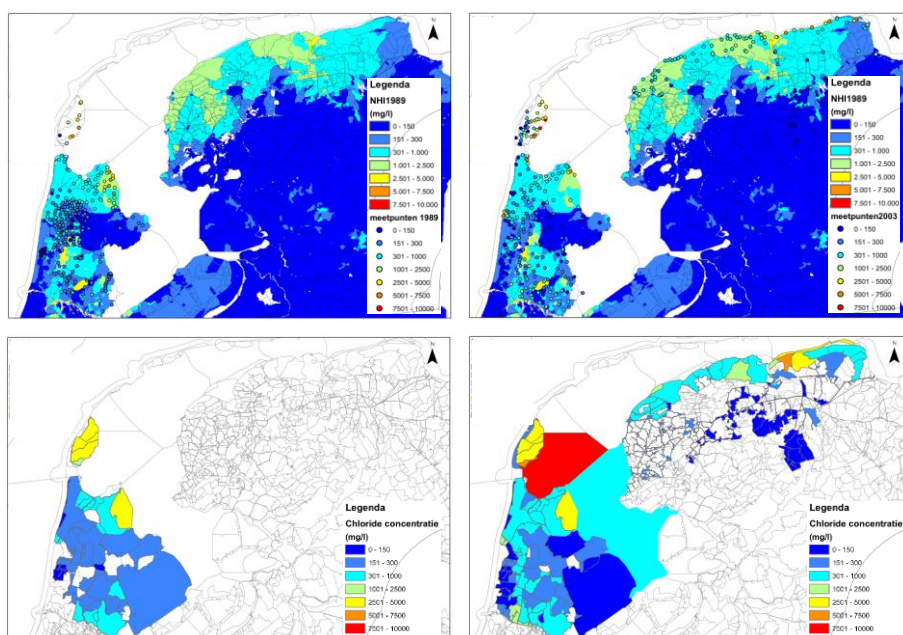 N
Legenda
NHI1989
(mg/l)
0 - 150
151 - 300
301 - 1.000
1.001 - 2.500
2.501 - 5.000
5.001 - 7.500
7.501 - 10.000
meetpunten 1989
0 - 150
151 - 300
301 - 1000
1001 - 2500
2501 - 5000
5001 - 7500
7501 - 10000
N
Legenda
NHI1989
(mg/l)
0 - 150
151 - 300
301 - 1.000
1.001 - 2.500
2.501 - 5.000
5.001 - 7.500
7.501 - 10.000
meetpunten2003
0 - 150
151 - 300
301 - 1000
1001 - 2500
2501 - 5000
5001 - 7500
7501 - 10000
N
Legenda
Chloride concentratie
(mg/l)
0 - 150
151 - 300
301 - 1000
1001 - 2500
2501 - 5000
5001 - 7500
7501 - 10000
N
Legenda
Chloride concentratie
(mg/l)
0 - 150
151 - 300
301 - 1000
1001 - 2500
2501 - 5000
5001 - 7500
7501 - 10000